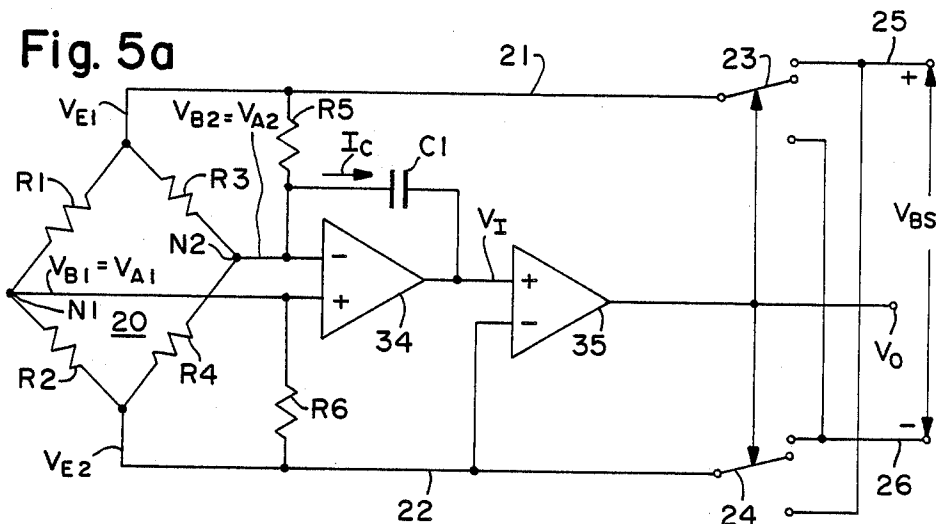 Fig. 5a
21
23
25
+
VE1
VB2=VA2
R5
IC
C1
R1
R3
N2
VI
VBS
VB1=VA1
N1
20
-
+
34
+
-
35
VO
R2
R4
R6
-
VE2
22
24
26